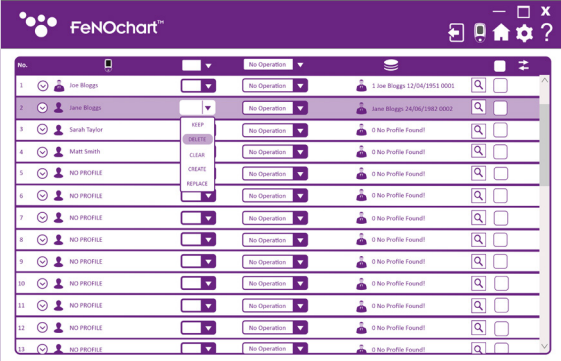 FeNOchart™
No. No Operation
1 Joe Bloggs No Operation 1 Joe Bloggs 12/04/1951 0001
2 Jane Bloggs No Operation Jane Bloggs 24/06/1982 0002
KEEP
3 Sarah Taylor No Operation 0 No Profile Found!
DELETE
4 Matt Smith No Operation 0 No Profile Found!
CLEAR
CREATE
5 NO PROFILE No Operation 0 No Profile Found!
REPLACE
6 NO PROFILE No Operation 0 No Profile Found!
7 NO PROFILE No Operation 0 No Profile Found!
8 NO PROFILE No Operation 0 No Profile Found!
9 NO PROFILE No Operation 0 No Profile Found!
10 NO PROFILE No Operation 0 No Profile Found!
11 NO PROFILE No Operation 0 No Profile Found!
12 NO PROFILE No Operation 0 No Profile Found!
13 NO PROFILE No Operation 0 No Profile Found!